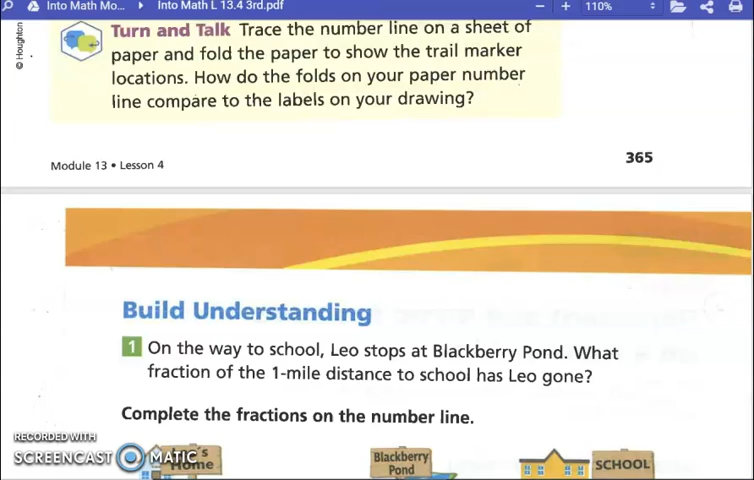 Into Math Mo...
Into Math L 13.4 3rd.pdf
110%
© Houghton
Turn and Talk Trace the number line on a sheet of
paper and fold the paper to show the trail marker
locations. How do the folds on your paper number
line compare to the labels on your drawing?
Module 13 • Lesson 4
365
Build Understanding
1 On the way to school, Leo stops at Blackberry Pond. What
fraction of the 1-mile distance to school has Leo gone?
Complete the fractions on the number line.
Home
Blackberry
Pond
SCHOOL
RECORDED WITH
SCREENCAST MATIC